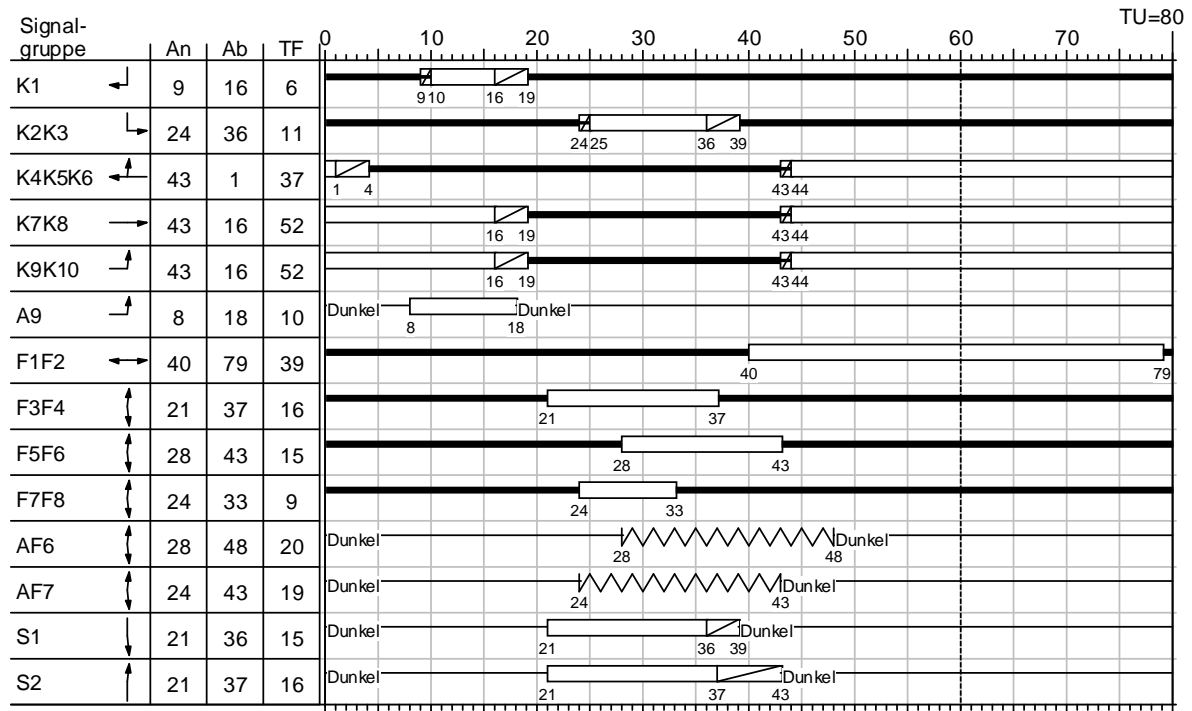 TU=80
Signal-
gruppe An Ab TF 0 10 20 30 40 50 60 70
K1 9 16 6
9 10 16 19
K2K3 24 36 11
24 25 36 39
K4K5K6 43 1 37
1 4 43 44
K7K8 43 16 52
16 19 43 44
K9K10 43 16 52
16 19 43 44
A9 8 18 10 Dunkel Dunkel
8 18
F1F2 40 79 39
40 79
F3F4 21 37 16
21 37
F5F6 28 43 15
28 43
F7F8 24 33 9
24 33
AF6 28 48 20 Dunkel Dunkel
28 48
AF7 24 43 19 Dunkel Dunkel
24 43
S1 21 36 15 Dunkel Dunkel
21 36 39
S2 21 37 16 Dunkel Dunkel
21 37 43